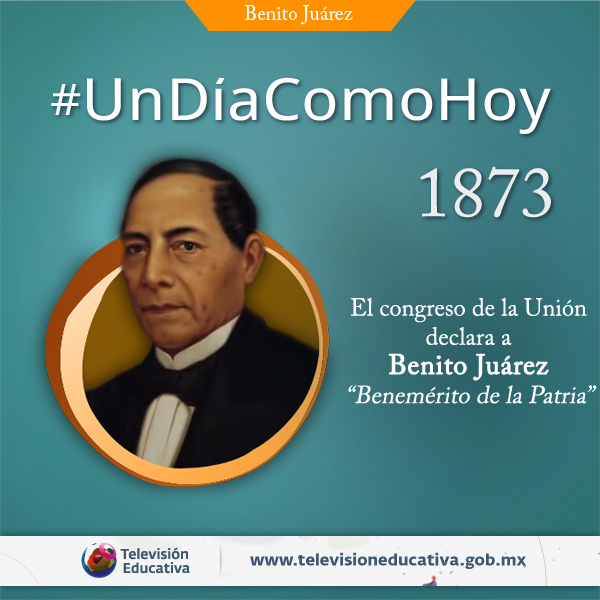 Benito Juárez
#UnDíaComoHoy
1873
El congreso de la Unión
declara a
Benito Juárez
“Benemérito de la Patria”
Televisión
Educativa
www.televisioneducativa.gob.mx